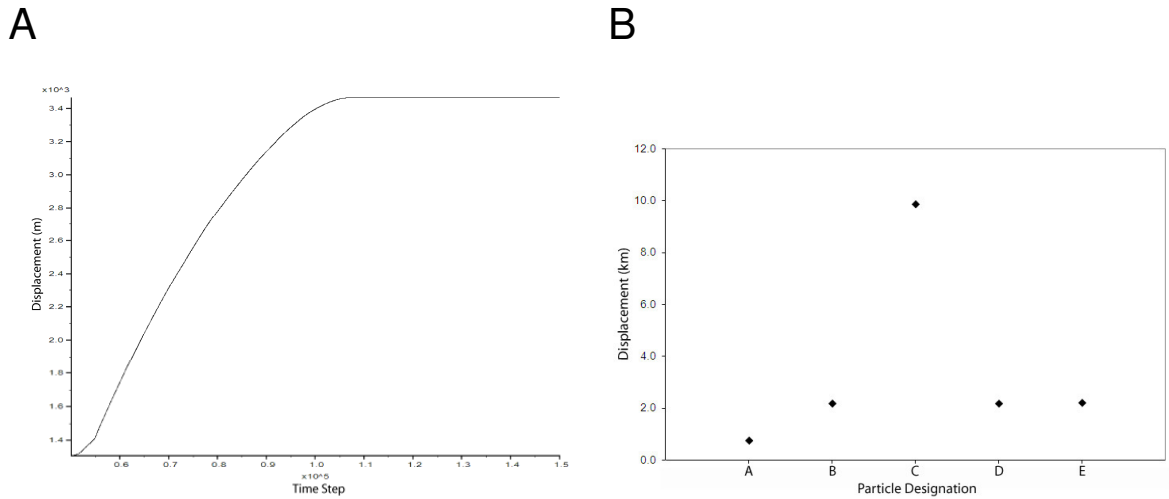 A
B
×10^3
3.4
3.2
3.0
2.8
2.6
2.4
2.2
2.0
1.8
1.6
1.4
Displacement (m)
0.6 0.7 0.8 0.9 1.0 1.1 1.2 1.3 1.4 1.5
×10^5
Time Step
12.0
10.0
8.0
6.0
4.0
2.0
0.0
Displacement (km)
A B C D E
Particle Designation